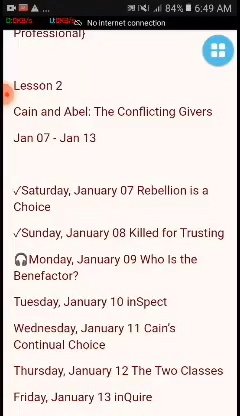 0:0KB/s U:0KB/s No internet connection 84% 6:49 AM
Professional}
Lesson 2
Cain and Abel: The Conflicting Givers
Jan 07 - Jan 13
✓Saturday, January 07 Rebellion is a
Choice
✓Sunday, January 08 Killed for Trusting
🎧Monday, January 09 Who Is the
Benefactor?
Tuesday, January 10 inSpect
Wednesday, January 11 Cain's
Continual Choice
Thursday, January 12 The Two Classes
Friday, January 13 inQuire